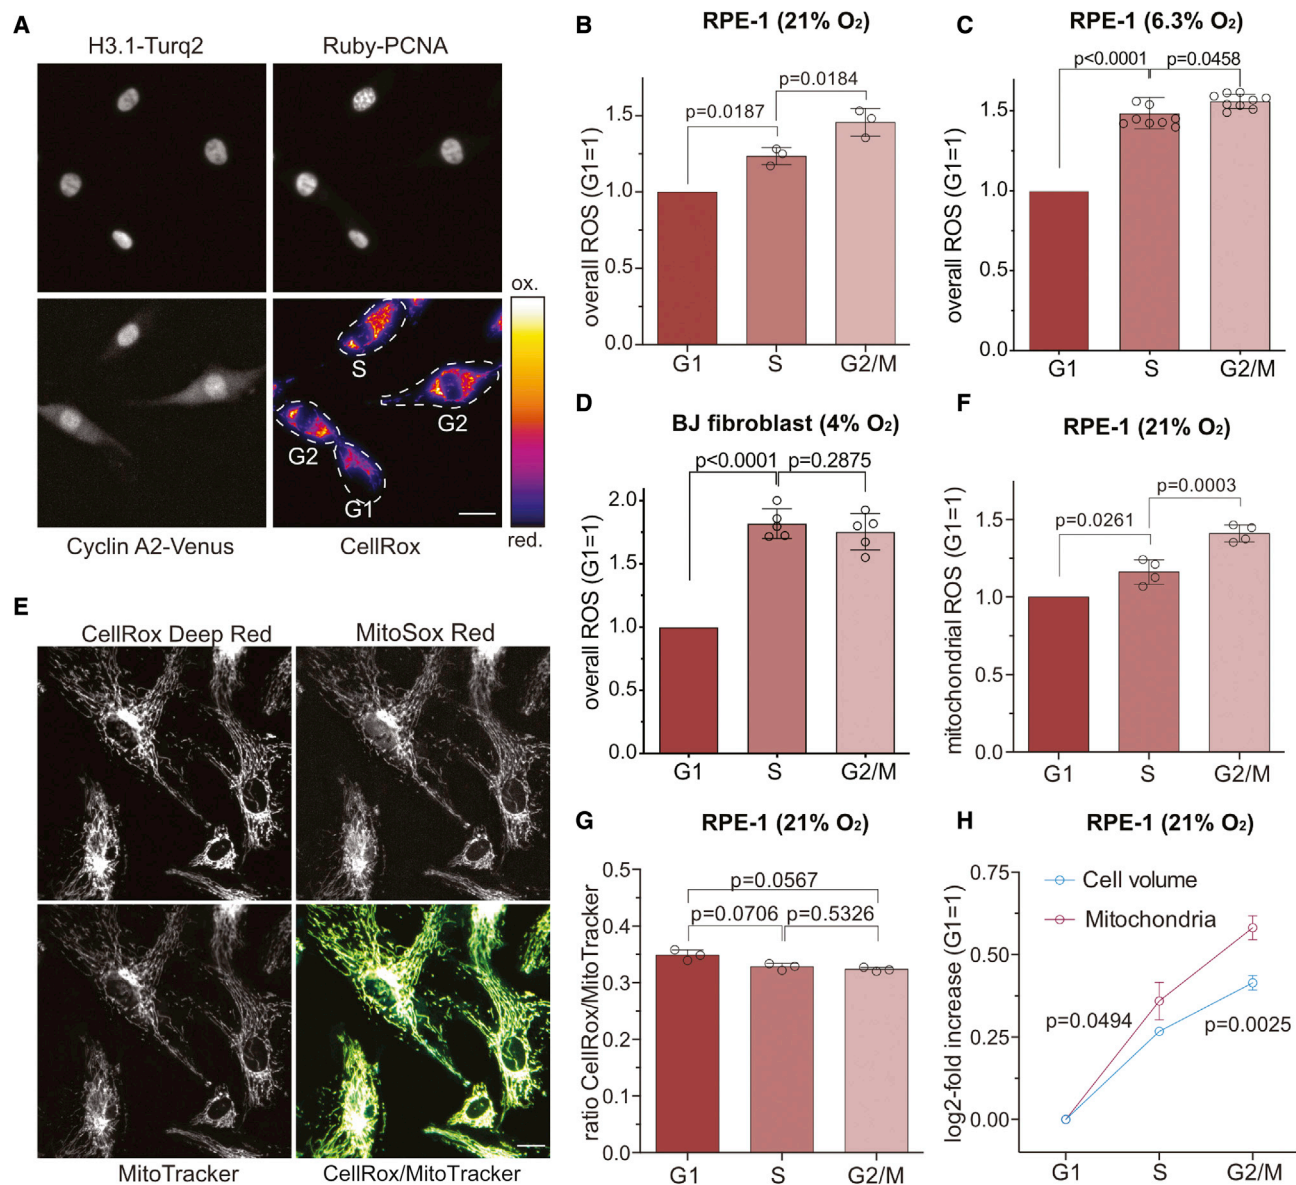 A
H3.1-Turq2
Ruby-PCNA
ox.
S
G2
G2
G1
red.
Cyclin A2-Venus
CellRox
B
RPE-1 (21% O₂)
p=0.0184
p=0.0187
overall ROS (G1=1)
1.5
1.0
0.5
0.0
G1
S
G2/M
C
RPE-1 (6.3% O₂)
p<0.0001
p=0.0458
overall ROS (G1=1)
1.5
1.0
0.5
0.0
G1
S
G2/M
D
BJ fibroblast (4% O₂)
p<0.0001
p=0.2875
overall ROS (G1=1)
2.0
1.5
1.0
0.5
0.0
G1
S
G2/M
F
RPE-1 (21% O₂)
p=0.0003
p=0.0261
mitochondrial ROS (G1=1)
1.5
1.0
0.5
0.0
G1
S
G2/M
E
CellRox Deep Red
MitoSox Red
MitoTracker
CellRox/MitoTracker
G
RPE-1 (21% O₂)
p=0.0567
p=0.0706
p=0.5326
ratio CellRox/MitoTracker
0.5
0.4
0.3
0.2
0.1
0.0
G1
S
G2/M
H
RPE-1 (21% O₂)
Cell volume
Mitochondria
p=0.0494
p=0.0025
log2-fold increase (G1=1)
0.75
0.50
0.25
0.00
G1
S
G2/M